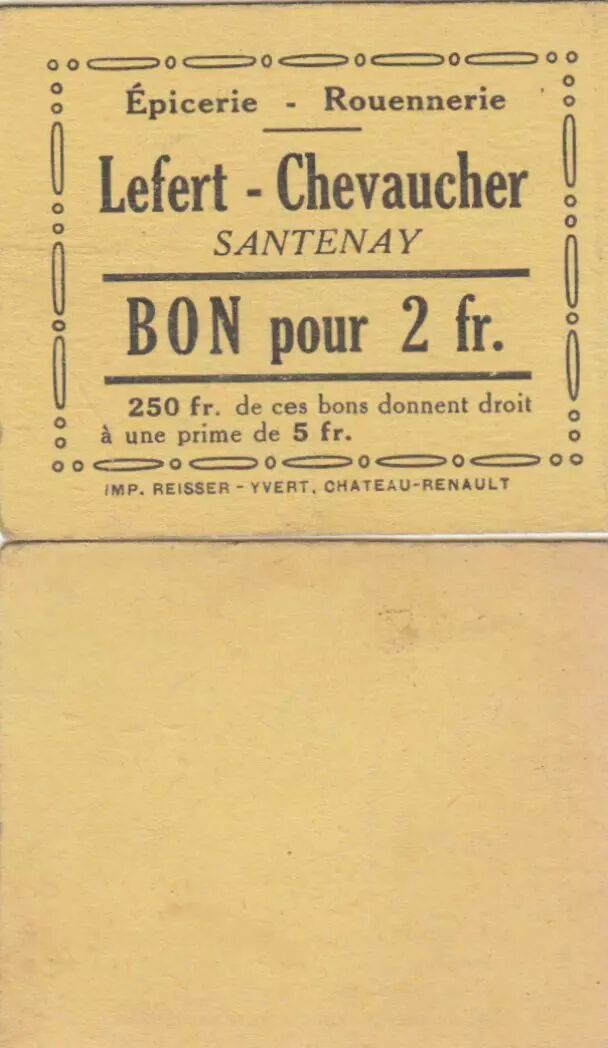 Épicerie - Rouennerie
Lefert - Chevaucher
SANTENAY
BON pour 2 fr.
250 fr. de ces bons donnent droit
à une prime de 5 fr.
IMP. REISSER - YVERT, CHATEAU-RENAULT